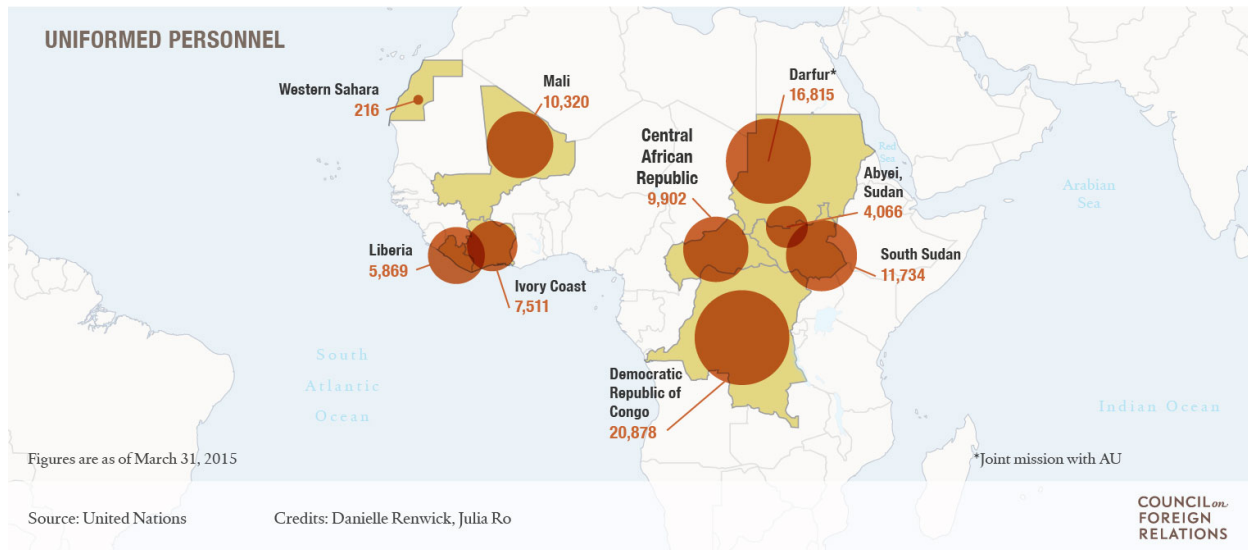 UNIFORMED PERSONNEL
Western Sahara
216
Mali
10,320
Darfur*
16,815
Central
African
Republic
9,902
Red
Sea
Abyei,
Sudan
4,066
Arabian
Sea
Liberia
5,869
Ivory Coast
7,511
South Sudan
11,734
South
Atlantic
Ocean
Democratic
Republic of
Congo
20,878
Indian Ocean
Figures are as of March 31, 2015
*Joint mission with AU
Source: United Nations
Credits: Danielle Renwick, Julia Ro
COUNCIL on
FOREIGN
RELATIONS